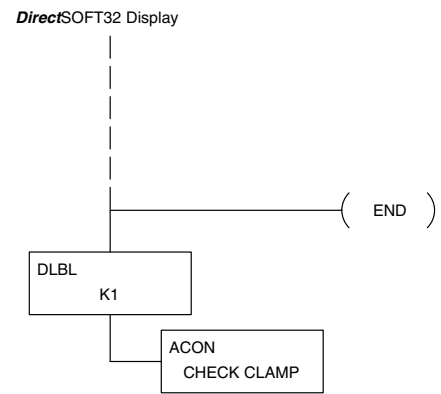 DirectSOFT32 Display
END
DLBL
K1
ACON
CHECK CLAMP